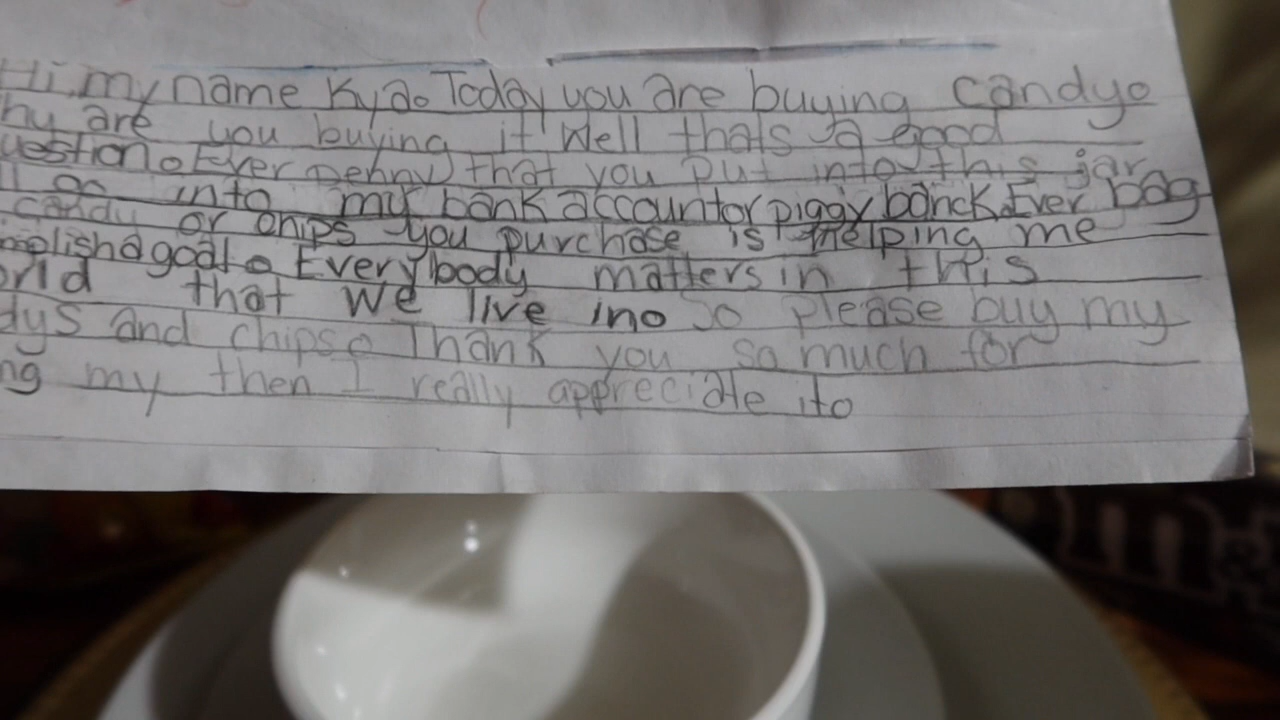 Hi, my name Kya. Today you are buying candy.
hy are you buying it Well thats a good
uestion. Ever penny that you put into this jar
ll go into my bank account or piggy banck. Ever bag
candy or chips you purchase is helping me
mplish a goal. Everybody matters in this
orld that we live in. So please buy my
dys and chips. Thank you so much for
ng my then I really appreciate it.